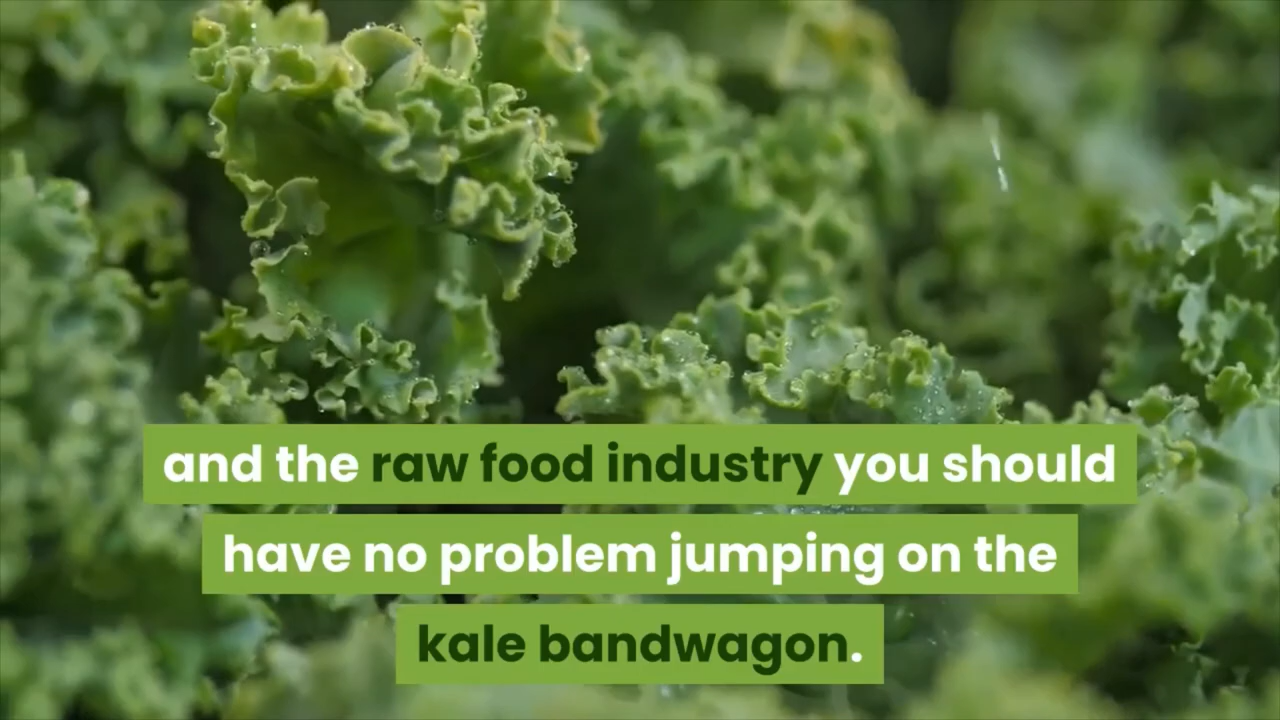 and the raw food industry you should
have no problem jumping on the
kale bandwagon.